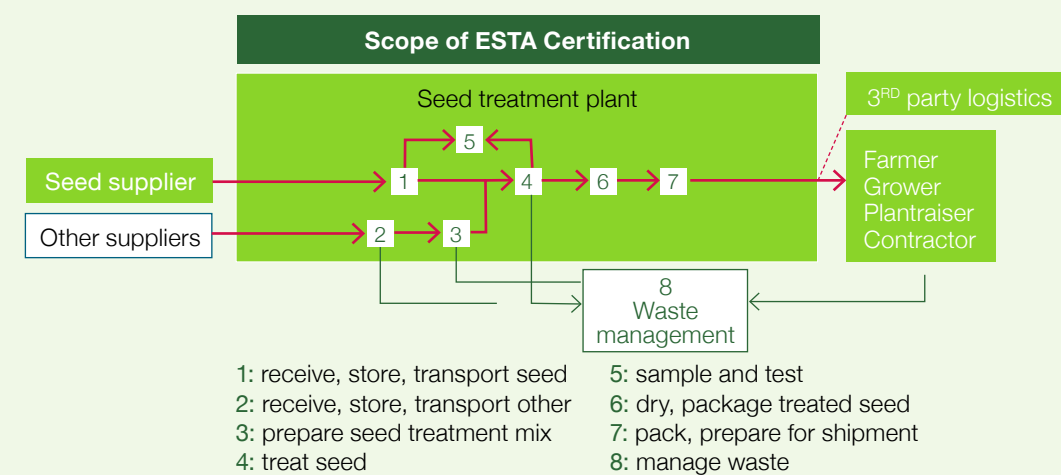 Scope of ESTA Certification
Seed treatment plant
3RD party logistics
5
Seed supplier
1
4
6
7
Farmer
Grower
Plantraiser
Contractor
Other suppliers
2
3
8
Waste
management
1: receive, store, transport seed
2: receive, store, transport other
3: prepare seed treatment mix
4: treat seed
5: sample and test
6: dry, package treated seed
7: pack, prepare for shipment
8: manage waste